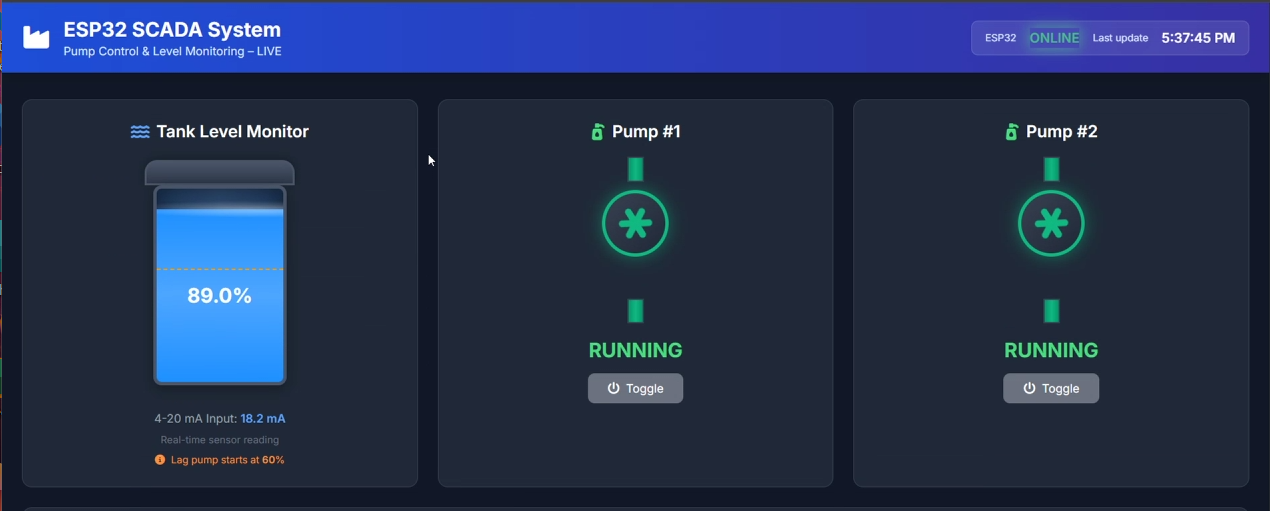 ESP32 SCADA System
Pump Control & Level Monitoring – LIVE
ESP32 ONLINE Last update 5:37:45 PM
Tank Level Monitor
89.0%
4-20 mA Input: 18.2 mA
Real-time sensor reading
Lag pump starts at 60%
Pump #1
RUNNING
Toggle
Pump #2
RUNNING
Toggle